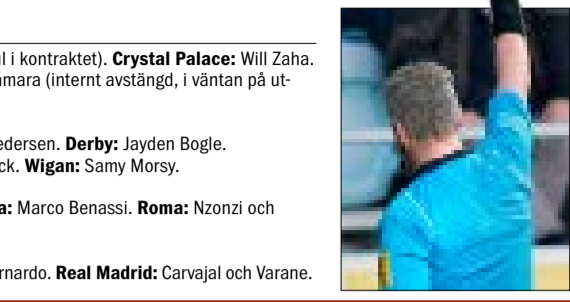 l i kontraktet). Crystal Palace: Will Zaha.
mara (internt avstängd, i väntan på ut-
edersen. Derby: Jayden Bogle.
ck. Wigan: Samy Morsy.
a: Marco Benassi. Roma: Nzonzi och
rnardo. Real Madrid: Carvajal och Varane.